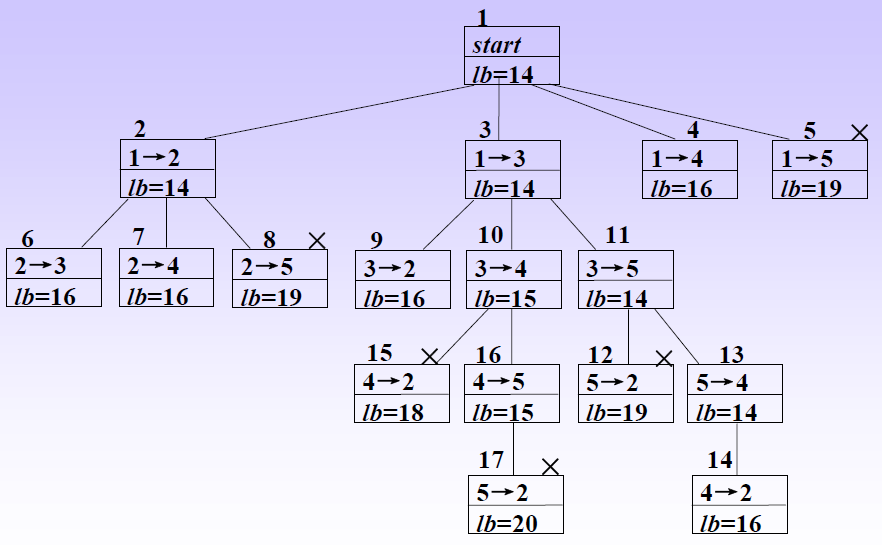 1
start
lb=14
2
3
4
5 ×
1→2
lb=14
1→3
lb=14
1→4
lb=16
1→5
lb=19
6
7
8 ×
9
10
11
2→3
lb=16
2→4
lb=16
2→5
lb=19
3→2
lb=16
3→4
lb=15
3→5
lb=14
15 ×
16
12 ×
13
4→2
lb=18
4→5
lb=15
5→2
lb=19
5→4
lb=14
17 ×
14
5→2
lb=20
4→2
lb=16